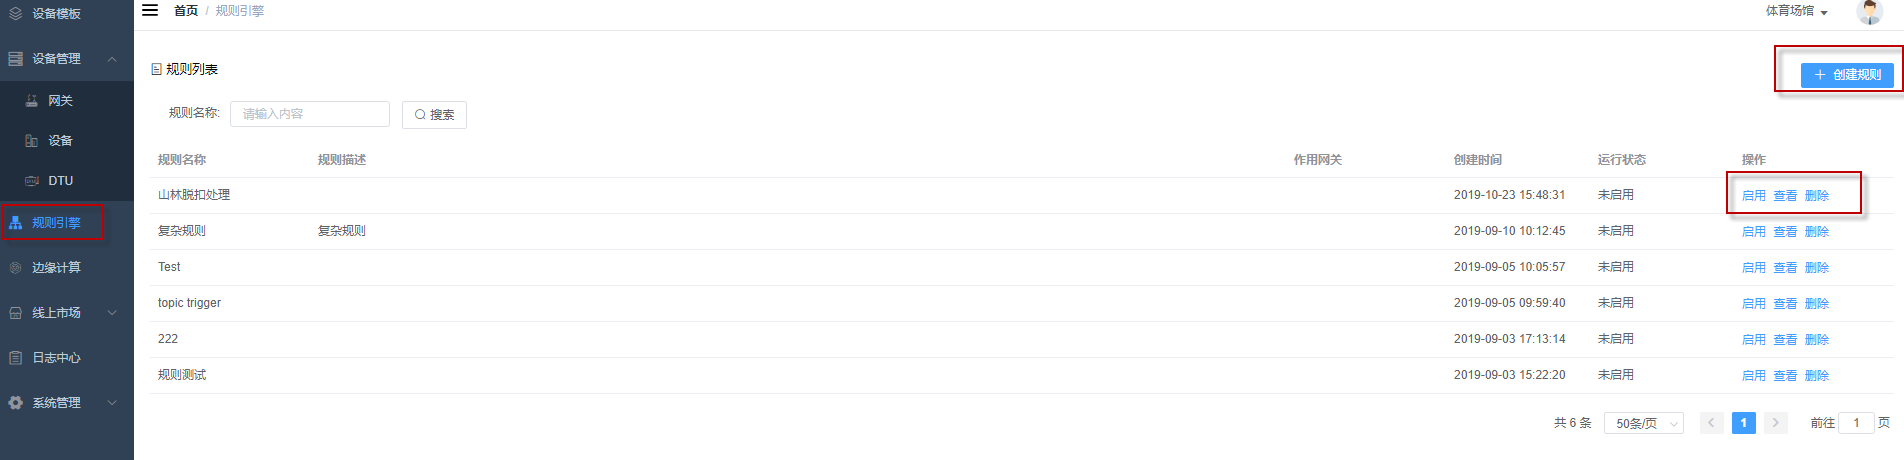 设备模板
设备管理
网关
设备
DTU
规则引擎
边缘计算
线上市场
日志中心
系统管理
首页 / 规则引擎
体育场馆
规则列表
创建规则
规则名称: 请输入内容 搜索
规则名称 规则描述 作用网关 创建时间 运行状态 操作
山林脱扣处理 2019-10-23 15:48:31 未启用 启用 查看 删除
复杂规则 复杂规则 2019-09-10 10:12:45 未启用 启用 查看 删除
Test 2019-09-05 10:05:57 未启用 启用 查看 删除
topic trigger 2019-09-05 09:59:40 未启用 启用 查看 删除
222 2019-09-03 17:13:14 未启用 启用 查看 删除
规则测试 2019-09-03 15:22:20 未启用 启用 查看 删除
共 6 条 50条/页 1 前往 1 页